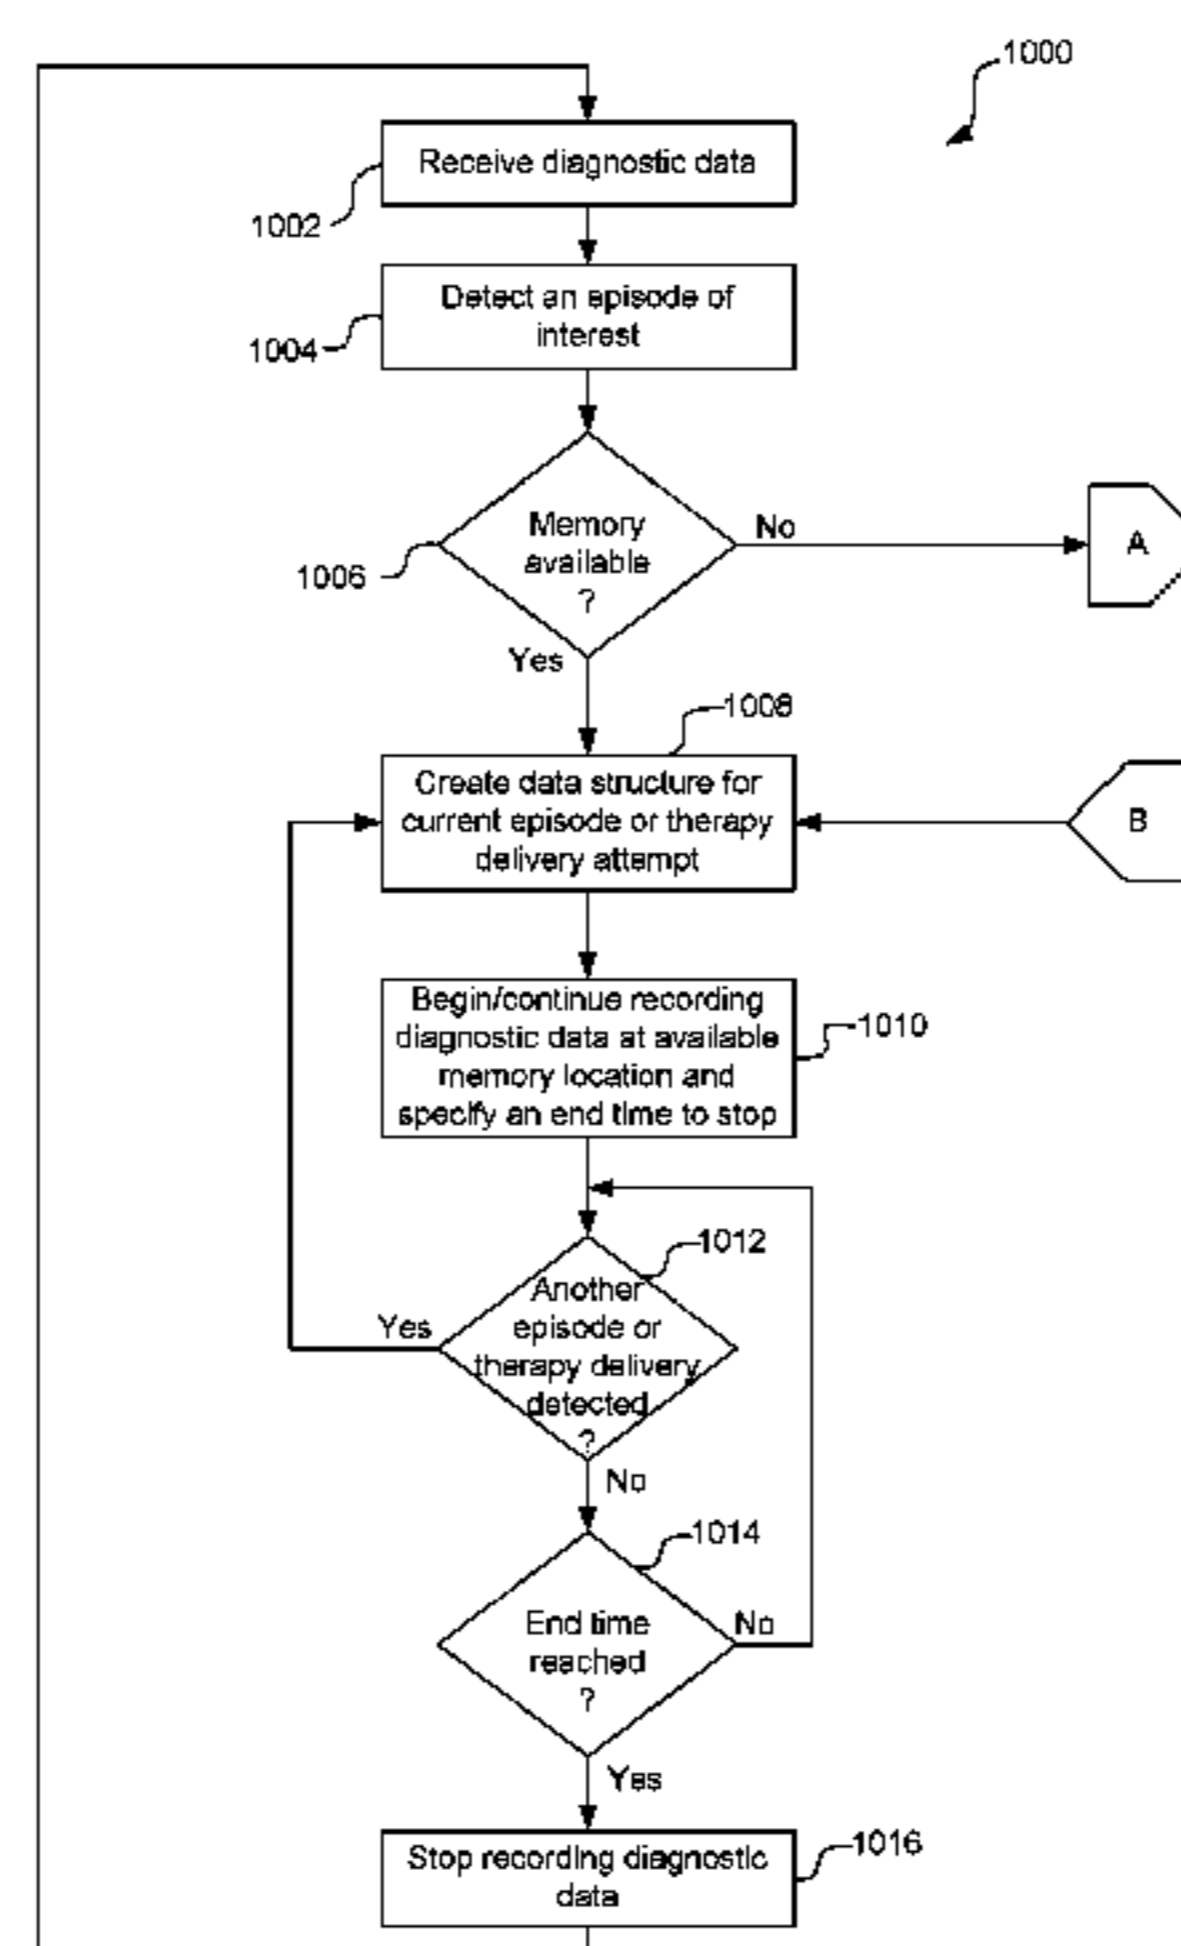 1000
Receive diagnostic data
1002
Detect an episode of
interest
1004
Memory
available
?
No
A
1006
Yes
1008
Create data structure for
current episode or therapy
delivery attempt
B
Begin/continue recording
diagnostic data at available
memory location and
specify an end time to stop
1010
1012
Another
episode or
therapy delivery
detected
?
Yes
No
1014
End time
reached
?
No
Yes
Stop recording diagnostic
data
1016